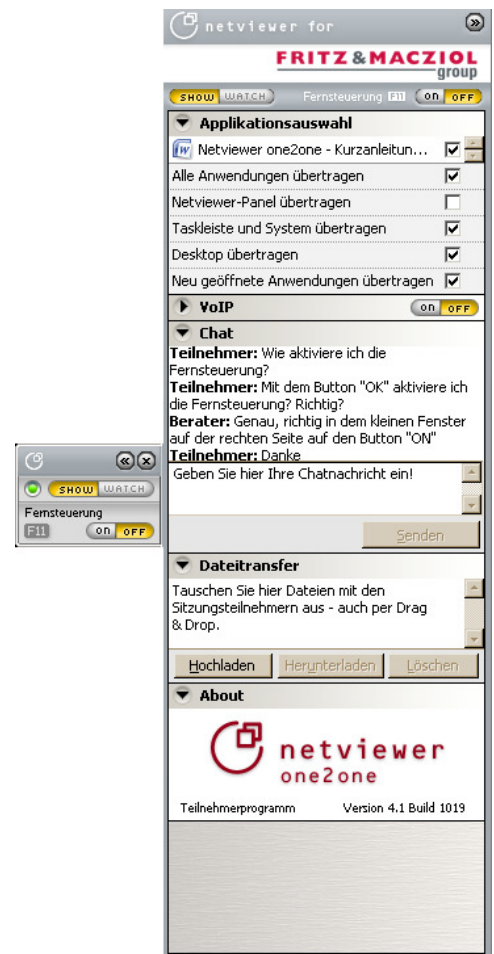 netviewer for
FRITZ & MACZIOL
group
SHOW WATCH Fernsteuerung F11 on OFF
Applikationsauswahl
Netviewer one2one - Kurzanleitun...
Alle Anwendungen übertragen
Netviewer-Panel übertragen
Taskleiste und System übertragen
Desktop übertragen
Neu geöffnete Anwendungen übertragen
VoIP on OFF
Chat
Teilnehmer: Wie aktiviere ich die
Fernsteuerung?
Teilnehmer: Mit dem Button "OK" aktiviere ich
die Fernsteuerung? Richtig?
Berater: Genau, richtig in dem kleinen Fenster
auf der rechten Seite auf den Button "ON"
Teilnehmer: Danke
Geben Sie hier Ihre Chatnachricht ein!
Senden
SHOW WATCH
Fernsteuerung
F11 on OFF
Dateitransfer
Tauschen Sie hier Dateien mit den
Sitzungsteilnehmern aus - auch per Drag
& Drop.
Hochladen Herunterladen Löschen
About
netviewer
one2one
Teilnehmerprogramm Version 4.1 Build 1019